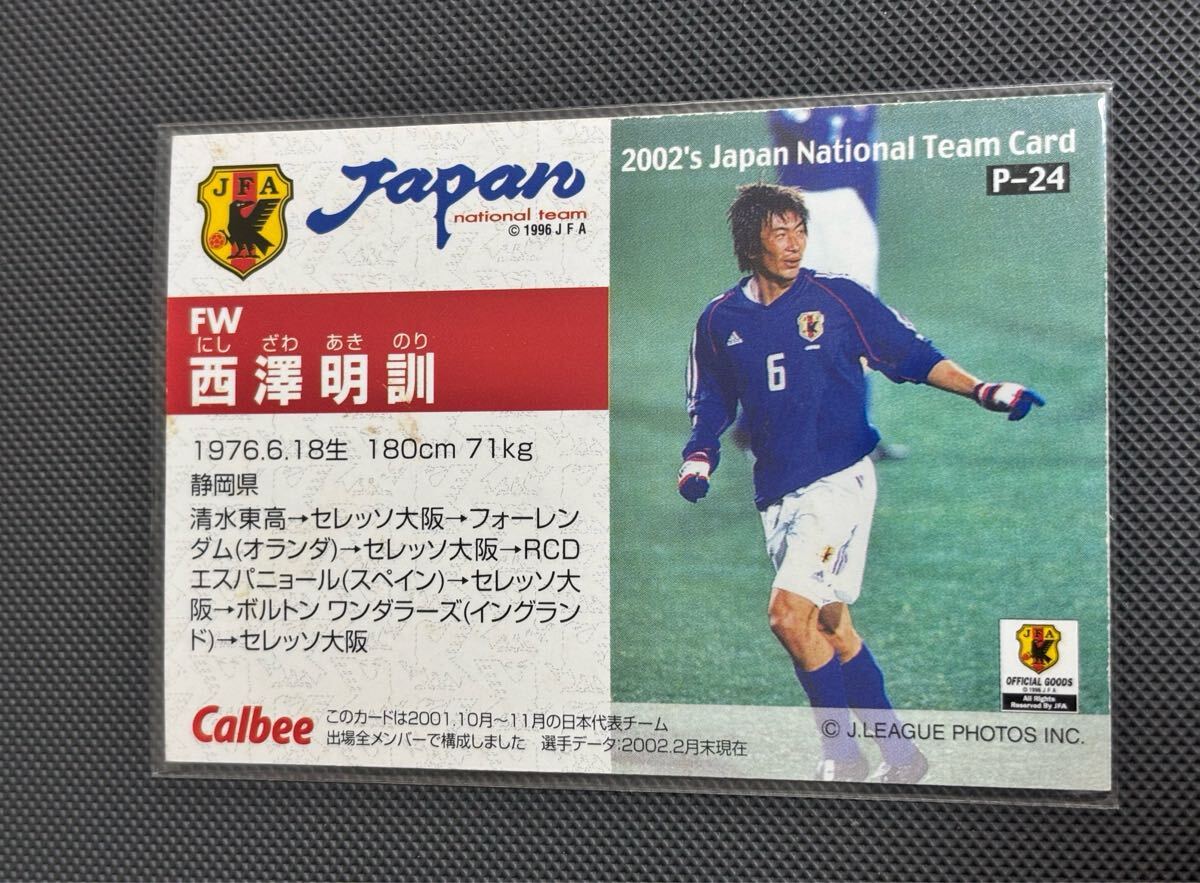 JFA
Japan
national team
© 1996 J F A
2002's Japan National Team Card
P-24
FW
にし ざわ あき のり
西澤明訓
6
1976.6.18生 180cm 71kg
静岡県
清水東高→セレッソ大阪→フォーレン
ダム(オランダ)→セレッソ大阪→RCD
エスパニョール(スペイン)→セレッソ大
阪→ボルトン ワンダラーズ(イングラン
ド)→セレッソ大阪
JFA
OFFICIAL GOODS
© 1996 J F A
All Rights
Reserved By JFA
Calbee
このカードは2001.10月〜11月の日本代表チーム
出場全メンバーで構成しました 選手データ:2002.2月末現在
© J.LEAGUE PHOTOS INC.